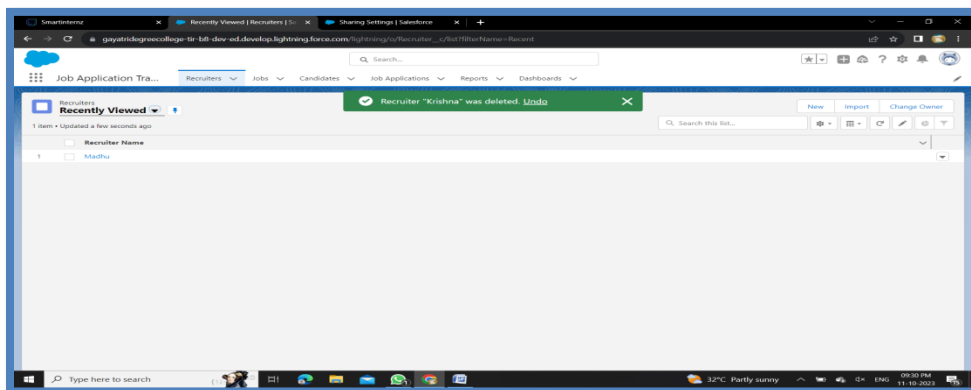 Smartinternz
Recently Viewed | Recruiters | Sa
Sharing Settings | Salesforce
gayatridegreecollege-tir-b8-dev-ed.develop.lightning.force.com/lightning/o/Recruiter__c/list?filterName=Recent
Search...
Job Application Tra...
Recruiters
Jobs
Candidates
Job Applications
Reports
Dashboards
Recruiters
Recently Viewed
Recruiter "Krishna" was deleted. Undo
New
Import
Change Owner
1 item • Updated a few seconds ago
Search this list...
Recruiter Name
1
Madhu
Type here to search
32°C Partly sunny
ENG
09:30 PM
11-10-2023